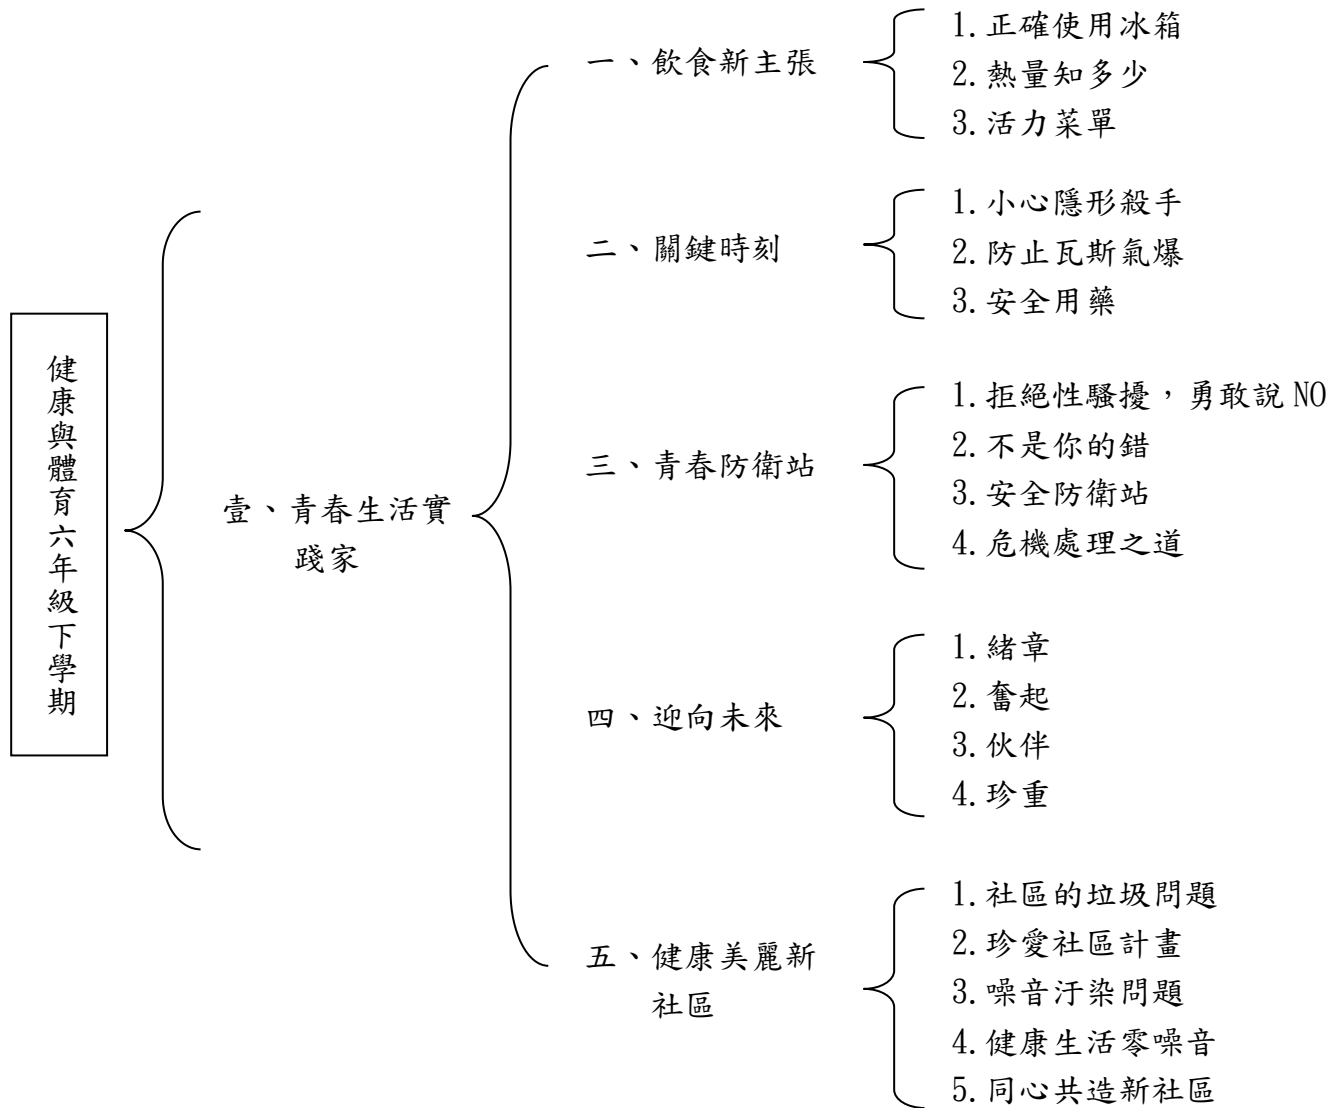 健康與體育六年級下學期
壹、青春生活實
踐家
一、飲食新主張
1.正確使用冰箱
2.熱量知多少
3.活力菜單
二、關鍵時刻
1.小心隱形殺手
2.防止瓦斯氣爆
3.安全用藥
三、青春防衛站
1.拒絕性騷擾，勇敢說 NO
2.不是你的錯
3.安全防衛站
4.危機處理之道
四、迎向未來
1.緒章
2.奮起
3.伙伴
4.珍重
五、健康美麗新
社區
1.社區的垃圾問題
2.珍愛社區計畫
3.噪音汙染問題
4.健康生活零噪音
5.同心共造新社區